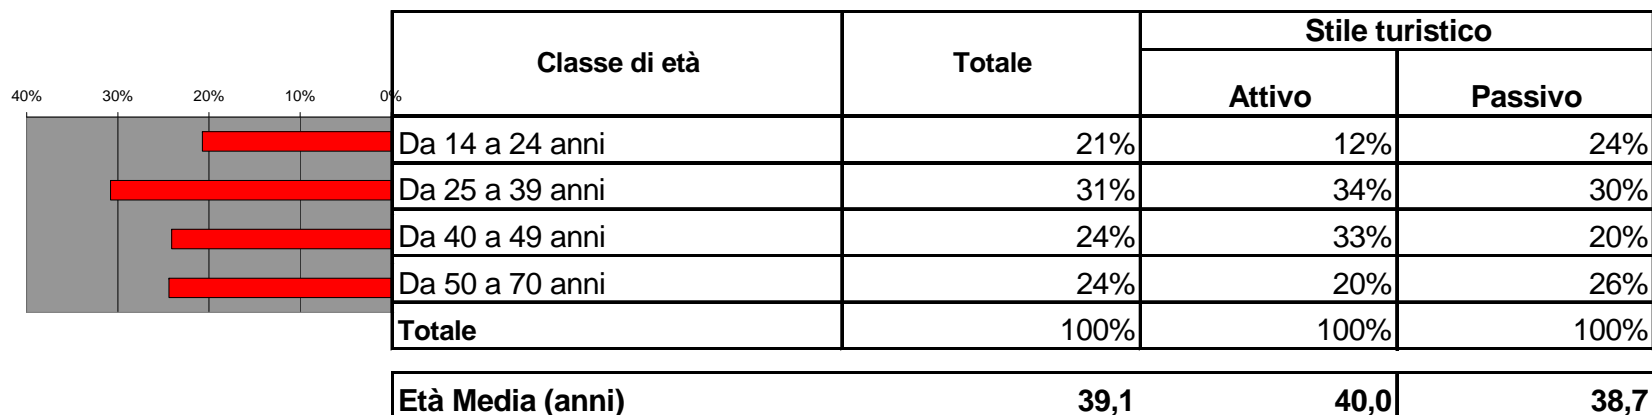 Classe di età Totale Stile turistico
Attivo Passivo
40% 30% 20% 10% 0%
Da 14 a 24 anni 21% 12% 24%
Da 25 a 39 anni 31% 34% 30%
Da 40 a 49 anni 24% 33% 20%
Da 50 a 70 anni 24% 20% 26%
Totale 100% 100% 100%
Età Media (anni) 39,1 40,0 38,7